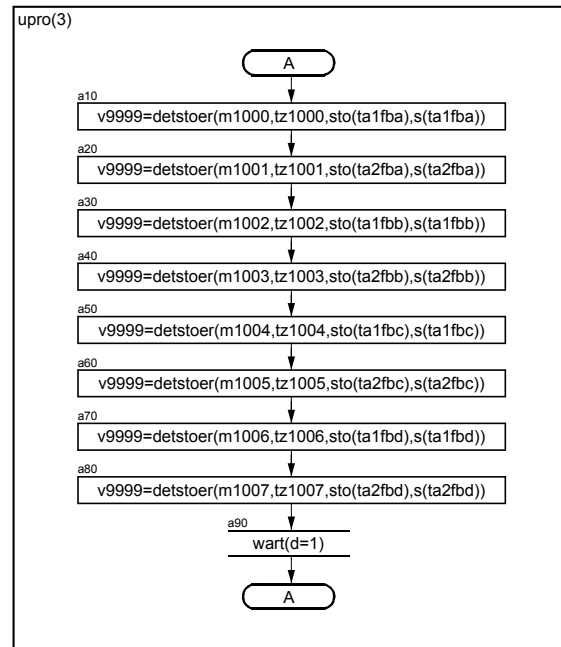 upro(3)
A
a10
v9999=detstoer(m1000,tz1000,sto(ta1fba),s(ta1fba))
a20
v9999=detstoer(m1001,tz1001,sto(ta2fba),s(ta2fba))
a30
v9999=detstoer(m1002,tz1002,sto(ta1fbb),s(ta1fbb))
a40
v9999=detstoer(m1003,tz1003,sto(ta2fbb),s(ta2fbb))
a50
v9999=detstoer(m1004,tz1004,sto(ta1fbc),s(ta1fbc))
a60
v9999=detstoer(m1005,tz1005,sto(ta2fbc),s(ta2fbc))
a70
v9999=detstoer(m1006,tz1006,sto(ta1fbd),s(ta1fbd))
a80
v9999=detstoer(m1007,tz1007,sto(ta2fbd),s(ta2fbd))
a90
wart(d=1)
A